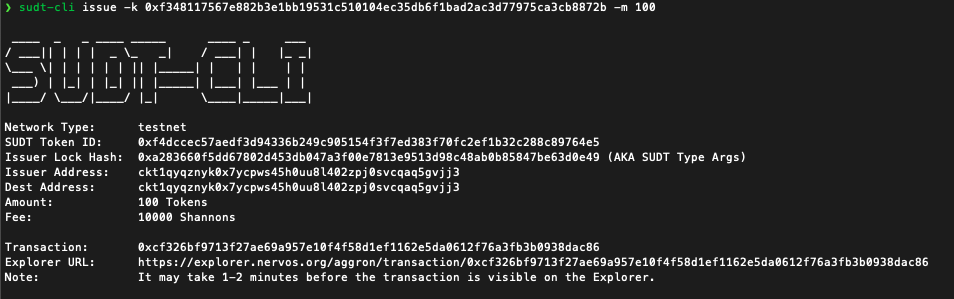 ❯ sudt-cli issue -k 0xf348117567e882b3e1bb19531c510104ec35db6f1bad2ac3d77975ca3cb8872b -m 100
SUDT-CLI
Network Type: testnet
SUDT Token ID: 0xf4dccec57aedf3d94336b249c905154f3f7ed383f70fc2ef1b32c288c89764e5
Issuer Lock Hash: 0xa283660f5dd67802d453db047a3f00e7813e9513d98c48ab0b85847be63d0e49 (AKA SUDT Type Args)
Issuer Address: ckt1qyqznyk0x7ycpws45h0uu8l402zpj0svcqaq5gvjj3
Dest Address: ckt1qyqznyk0x7ycpws45h0uu8l402zpj0svcqaq5gvjj3
Amount: 100 Tokens
Fee: 10000 Shannons
Transaction: 0xcf326bf9713f27ae69a957e10f4f58d1ef1162e5da0612f76a3fb3b0938dac86
Explorer URL: https://explorer.nervos.org/aggron/transaction/0xcf326bf9713f27ae69a957e10f4f58d1ef1162e5da0612f76a3fb3b0938dac86
Note: It may take 1-2 minutes before the transaction is visible on the Explorer.